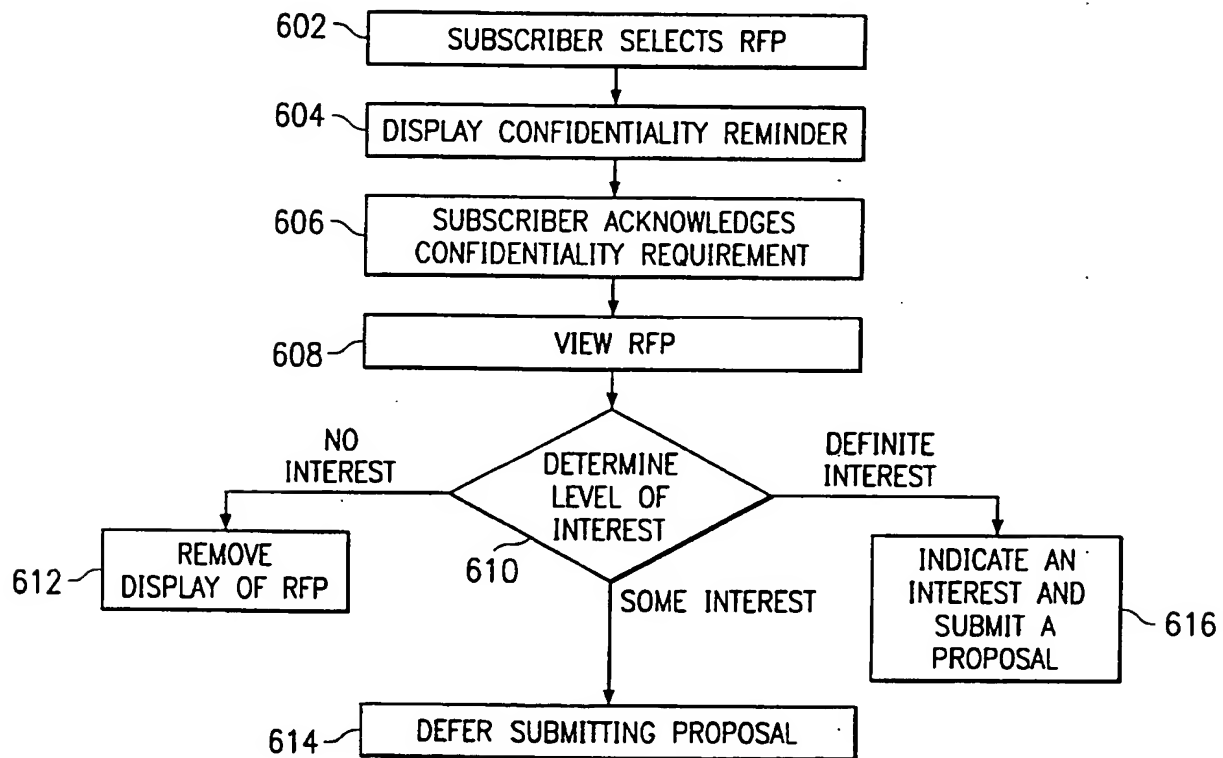 602
SUBSCRIBER SELECTS RFP
604
DISPLAY CONFIDENTIALITY REMINDER
606
SUBSCRIBER ACKNOWLEDGES
CONFIDENTIALITY REQUIREMENT
608
VIEW RFP
NO
INTEREST
DETERMINE
LEVEL OF
INTEREST
610
DEFINITE
INTEREST
612
REMOVE
DISPLAY OF RFP
SOME INTEREST
INDICATE AN
INTEREST AND
SUBMIT A
PROPOSAL
616
614
DEFER SUBMITTING PROPOSAL